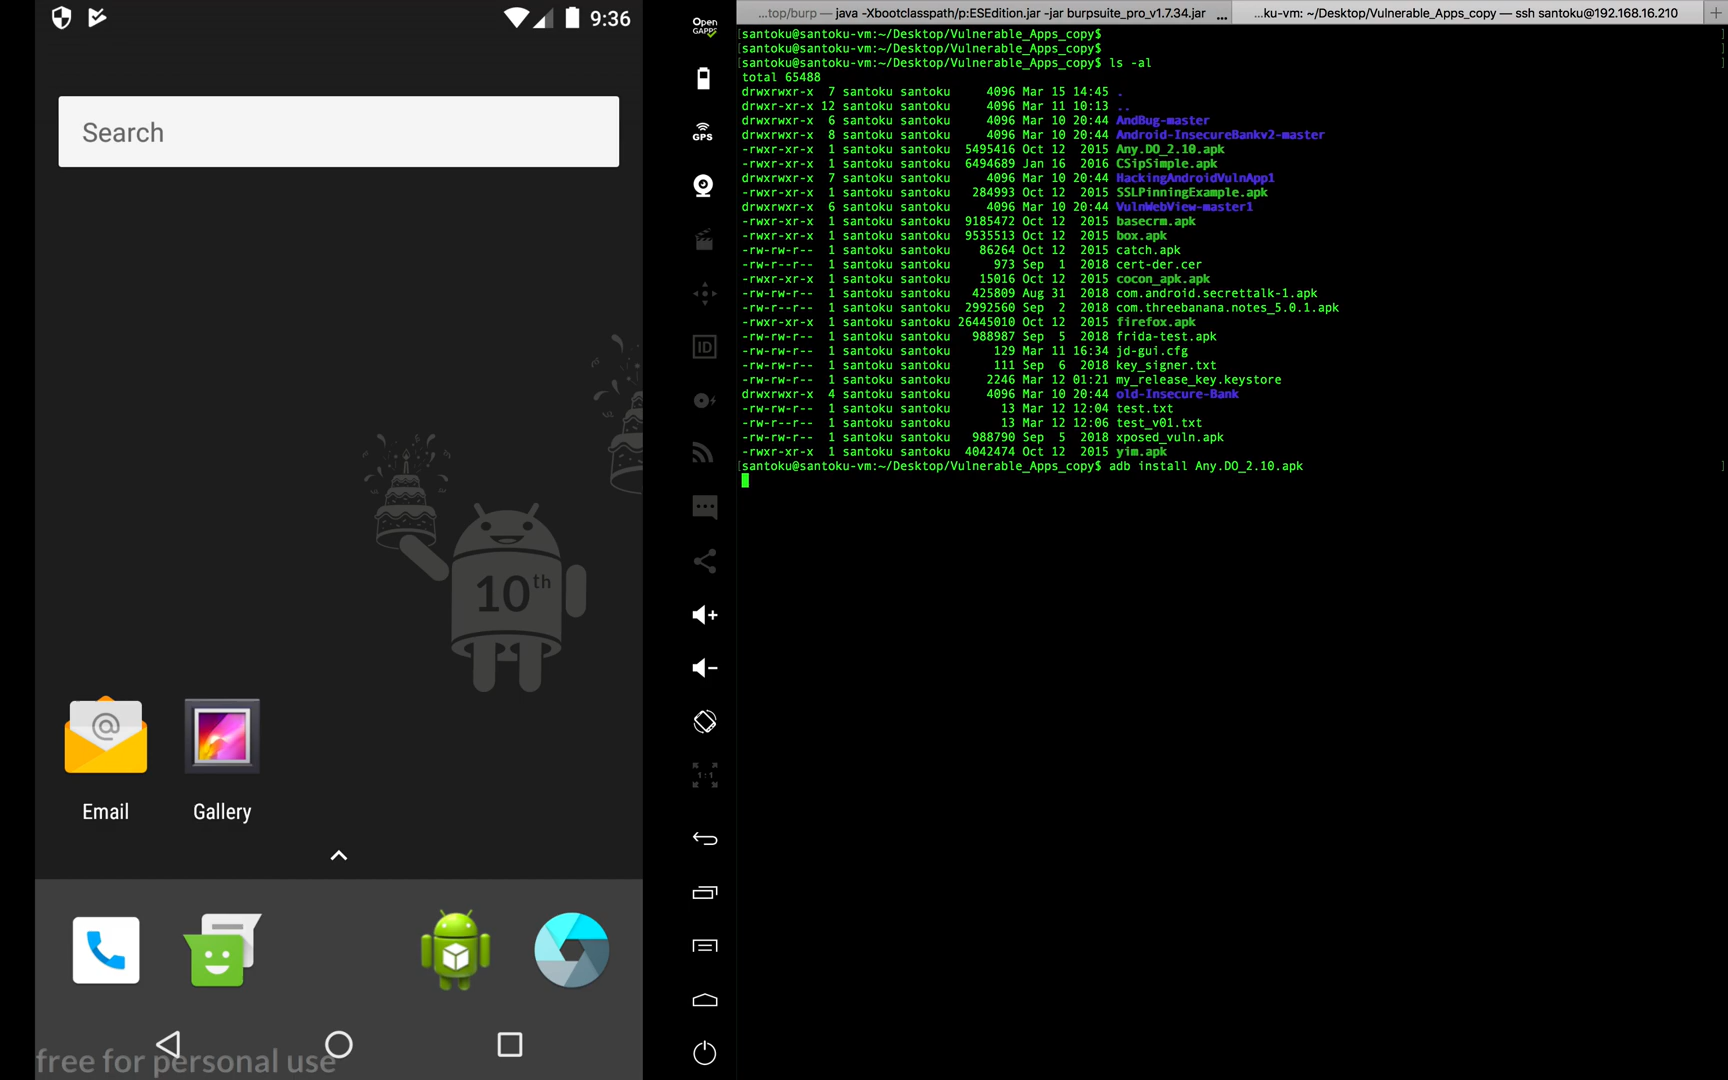 9:36
Search
10th
Email
Gallery
free for personal use
Open
GAPPS
GPS
ID
1:1
...top/burp — java -Xbootclasspath/p:ESEdition.jar -jar burpsuite_pro_v1.7.34.jar ...
...ku-vm: ~/Desktop/Vulnerable_Apps_copy — ssh santoku@192.168.16.210 +
[santoku@santoku-vm:~/Desktop/Vulnerable_Apps_copy$ ]
[santoku@santoku-vm:~/Desktop/Vulnerable_Apps_copy$ ]
[santoku@santoku-vm:~/Desktop/Vulnerable_Apps_copy$ ls -al ]
total 65488
drwxrwxr-x 7 santoku santoku 4096 Mar 15 14:45 .
drwxr-xr-x 12 santoku santoku 4096 Mar 11 10:13 ..
drwxrwxr-x 6 santoku santoku 4096 Mar 10 20:44 AndBug-master
drwxrwxr-x 8 santoku santoku 4096 Mar 10 20:44 Android-InsecureBankv2-master
-rwxr-xr-x 1 santoku santoku 5495416 Oct 12 2015 Any.DO_2.10.apk
-rwxr-xr-x 1 santoku santoku 6494689 Jan 16 2016 CSipSimple.apk
drwxrwxr-x 7 santoku santoku 4096 Mar 10 20:44 HackingAndroidVulnApp1
-rwxr-xr-x 1 santoku santoku 284993 Oct 12 2015 SSLPinningExample.apk
drwxrwxr-x 6 santoku santoku 4096 Mar 10 20:44 VulnWebView-master1
-rwxr-xr-x 1 santoku santoku 9185472 Oct 12 2015 basecrm.apk
-rwxr-xr-x 1 santoku santoku 9535513 Oct 12 2015 box.apk
-rw-rw-r-- 1 santoku santoku 86264 Oct 12 2015 catch.apk
-rw-r--r-- 1 santoku santoku 973 Sep 1 2018 cert-der.cer
-rwxr-xr-x 1 santoku santoku 15016 Oct 12 2015 cocon_apk.apk
-rw-rw-r-- 1 santoku santoku 425809 Aug 31 2018 com.android.secrettalk-1.apk
-rw-rw-r-- 1 santoku santoku 2992560 Sep 2 2018 com.threebanana.notes_5.0.1.apk
-rwxr-xr-x 1 santoku santoku 26445010 Oct 12 2015 firefox.apk
-rw-rw-r-- 1 santoku santoku 988987 Sep 5 2018 frida-test.apk
-rw-rw-r-- 1 santoku santoku 129 Mar 11 16:34 jd-gui.cfg
-rw-rw-r-- 1 santoku santoku 111 Sep 6 2018 key_signer.txt
-rw-rw-r-- 1 santoku santoku 2246 Mar 12 01:21 my_release_key.keystore
drwxrwxr-x 4 santoku santoku 4096 Mar 10 20:44 old-Insecure-Bank
-rw-rw-r-- 1 santoku santoku 13 Mar 12 12:04 test.txt
-rw-r--r-- 1 santoku santoku 13 Mar 12 12:06 test_v01.txt
-rw-rw-r-- 1 santoku santoku 988790 Sep 5 2018 xposed_vuln.apk
-rwxr-xr-x 1 santoku santoku 4042474 Oct 12 2015 yim.apk
[santoku@santoku-vm:~/Desktop/Vulnerable_Apps_copy$ adb install Any.DO_2.10.apk ]